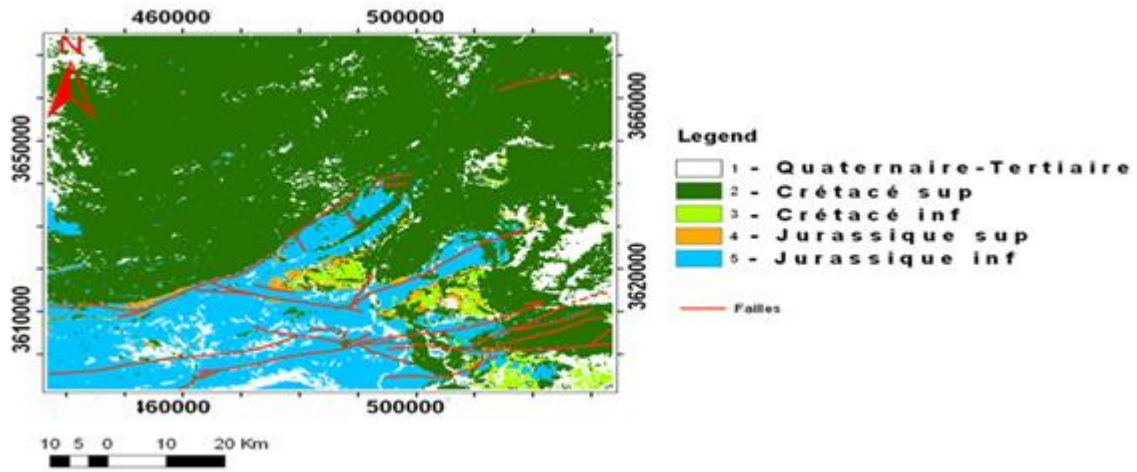 460000 500000
N
3650000
3610000
3660000
3620000
460000 500000
10 5 0 10 20 Km
Legend
1 - Quaternaire-Tertiaire
2 - Crétacé sup
3 - Crétacé inf
4 - Jurassique sup
5 - Jurassique inf
Failles